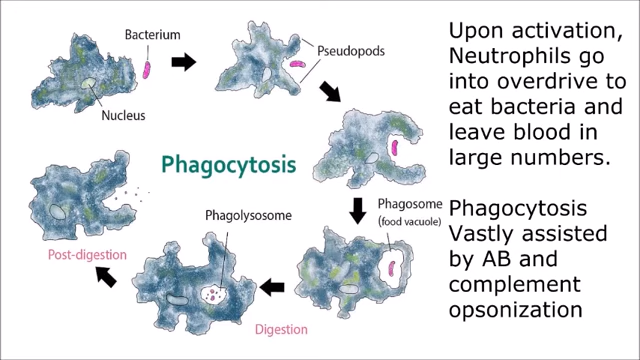 Bacterium
Nucleus
Pseudopods
Phagocytosis
Phagosome
(food vacuole)
Phagolysosome
Digestion
Post-digestion
Upon activation,
Neutrophils go
into overdrive to
eat bacteria and
leave blood in
large numbers.
Phagocytosis
Vastly assisted
by AB and
complement
opsonization